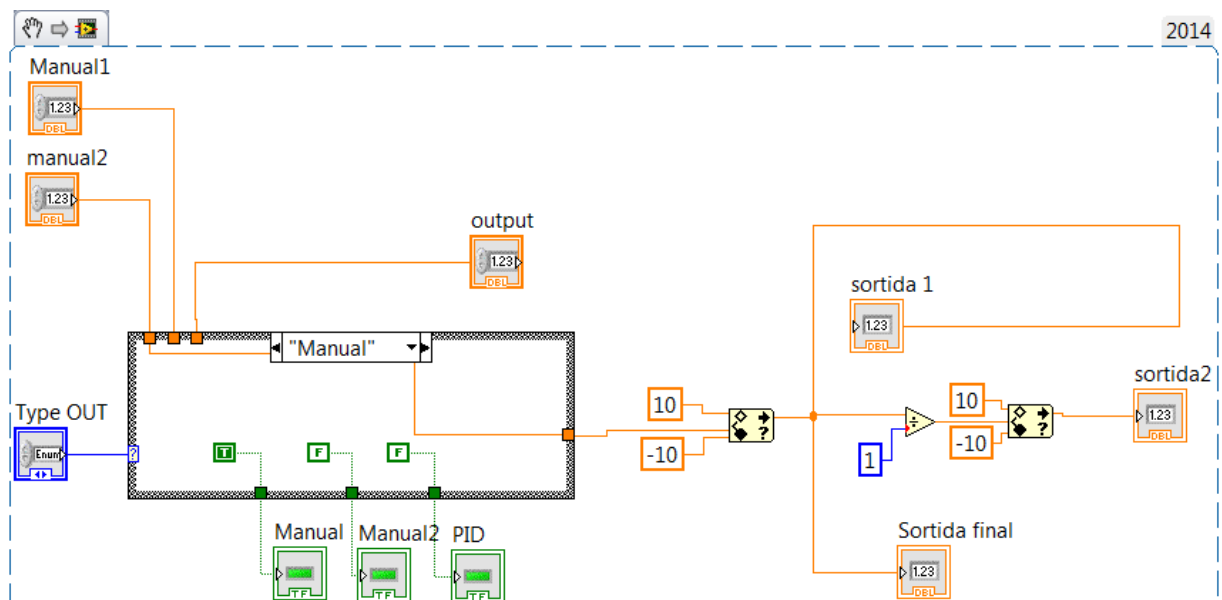 2014
Manual1
1.23
DBL
manual2
1.23
DBL
output
1.23
DBL
sortida 1
1.23
DBL
"Manual"
sortida2
1.23
DBL
Type OUT
Enum
?
10
-10
?
÷
1
10
-10
?
T
F
F
Manual
TF
Manual2
TF
PID
TF
Sortida final
1.23
DBL